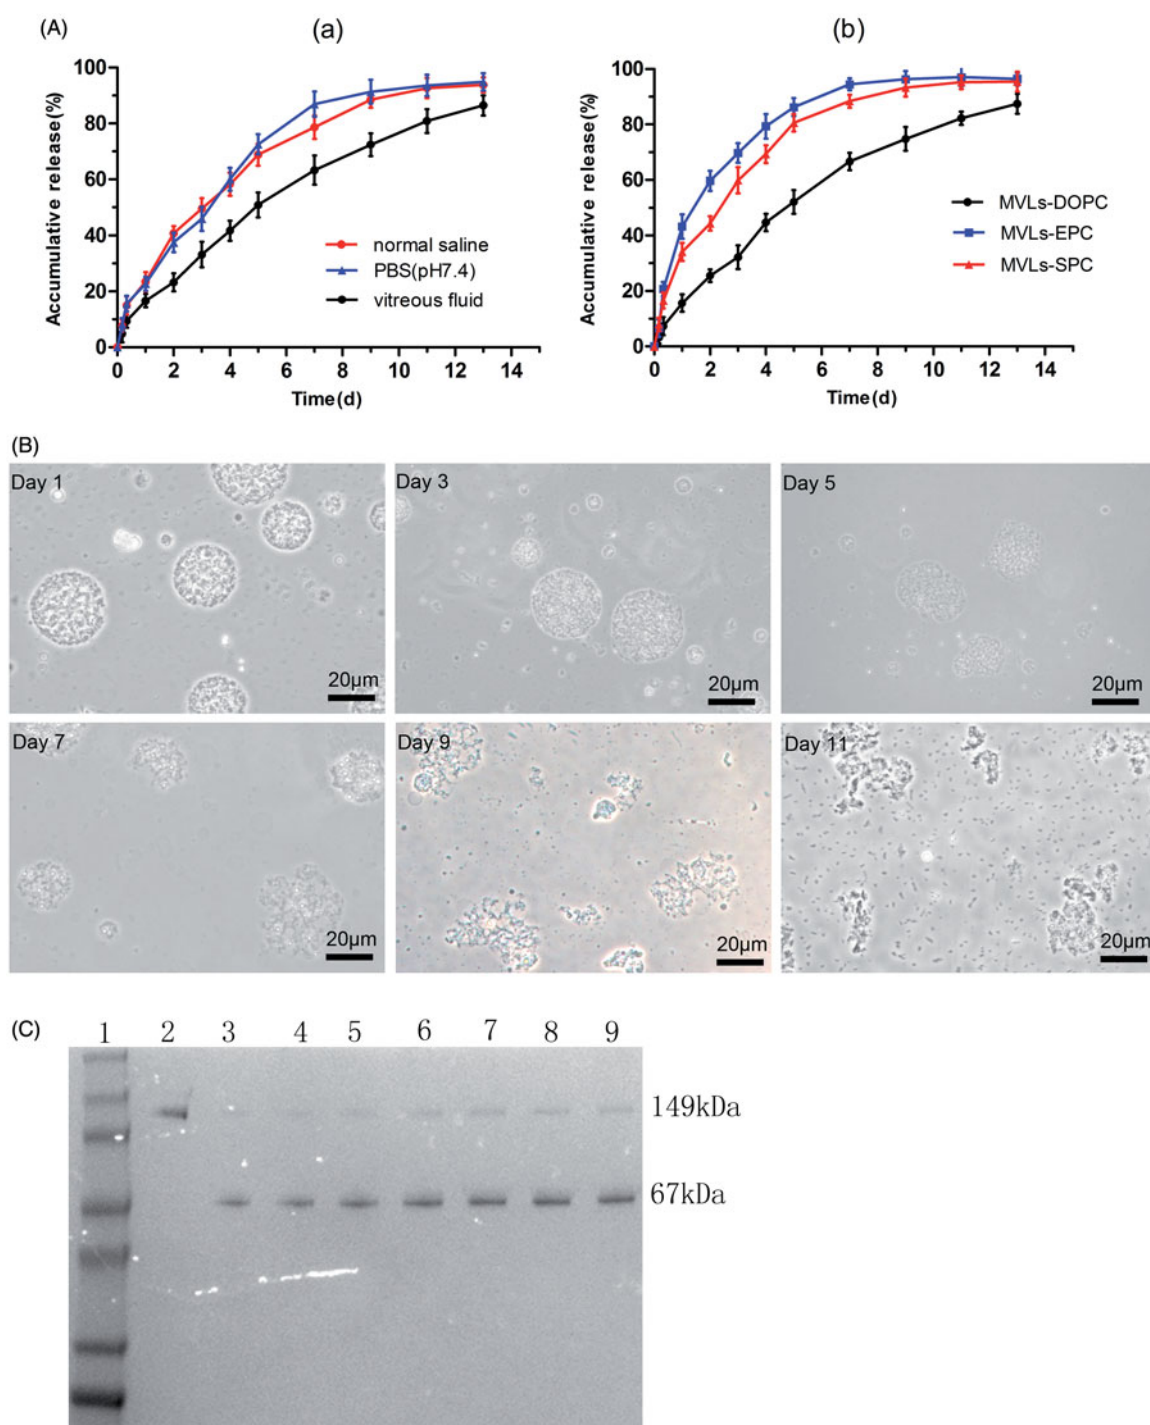 (A)
(a)
(b)
Accumulative release(%)
100
80
60
40
20
0
normal saline
PBS(pH7.4)
vitreous fluid
0 2 4 6 8 10 12 14
Time(d)
Accumulative release(%)
100
80
60
40
20
0
MVLs-DOPC
MVLs-EPC
MVLs-SPC
0 2 4 6 8 10 12 14
Time(d)
(B)
Day 1
20μm
Day 3
20μm
Day 5
20μm
Day 7
20μm
Day 9
20μm
Day 11
20μm
(C)
1 2 3 4 5 6 7 8 9
149kDa
67kDa